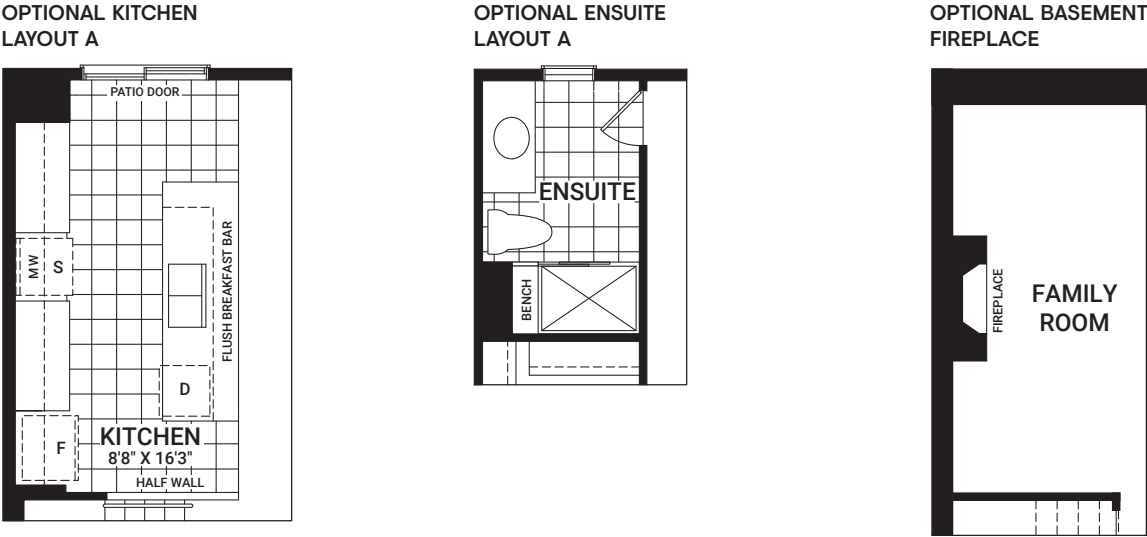 OPTIONAL KITCHEN
LAYOUT A
PATIO DOOR
MW
S
FLUSH BREAKFAST BAR
D
F
KITCHEN
8'8" X 16'3"
HALF WALL
OPTIONAL ENSUITE
LAYOUT A
ENSUITE
BENCH
OPTIONAL BASEMENT
FIREPLACE
FIREPLACE
FAMILY
ROOM